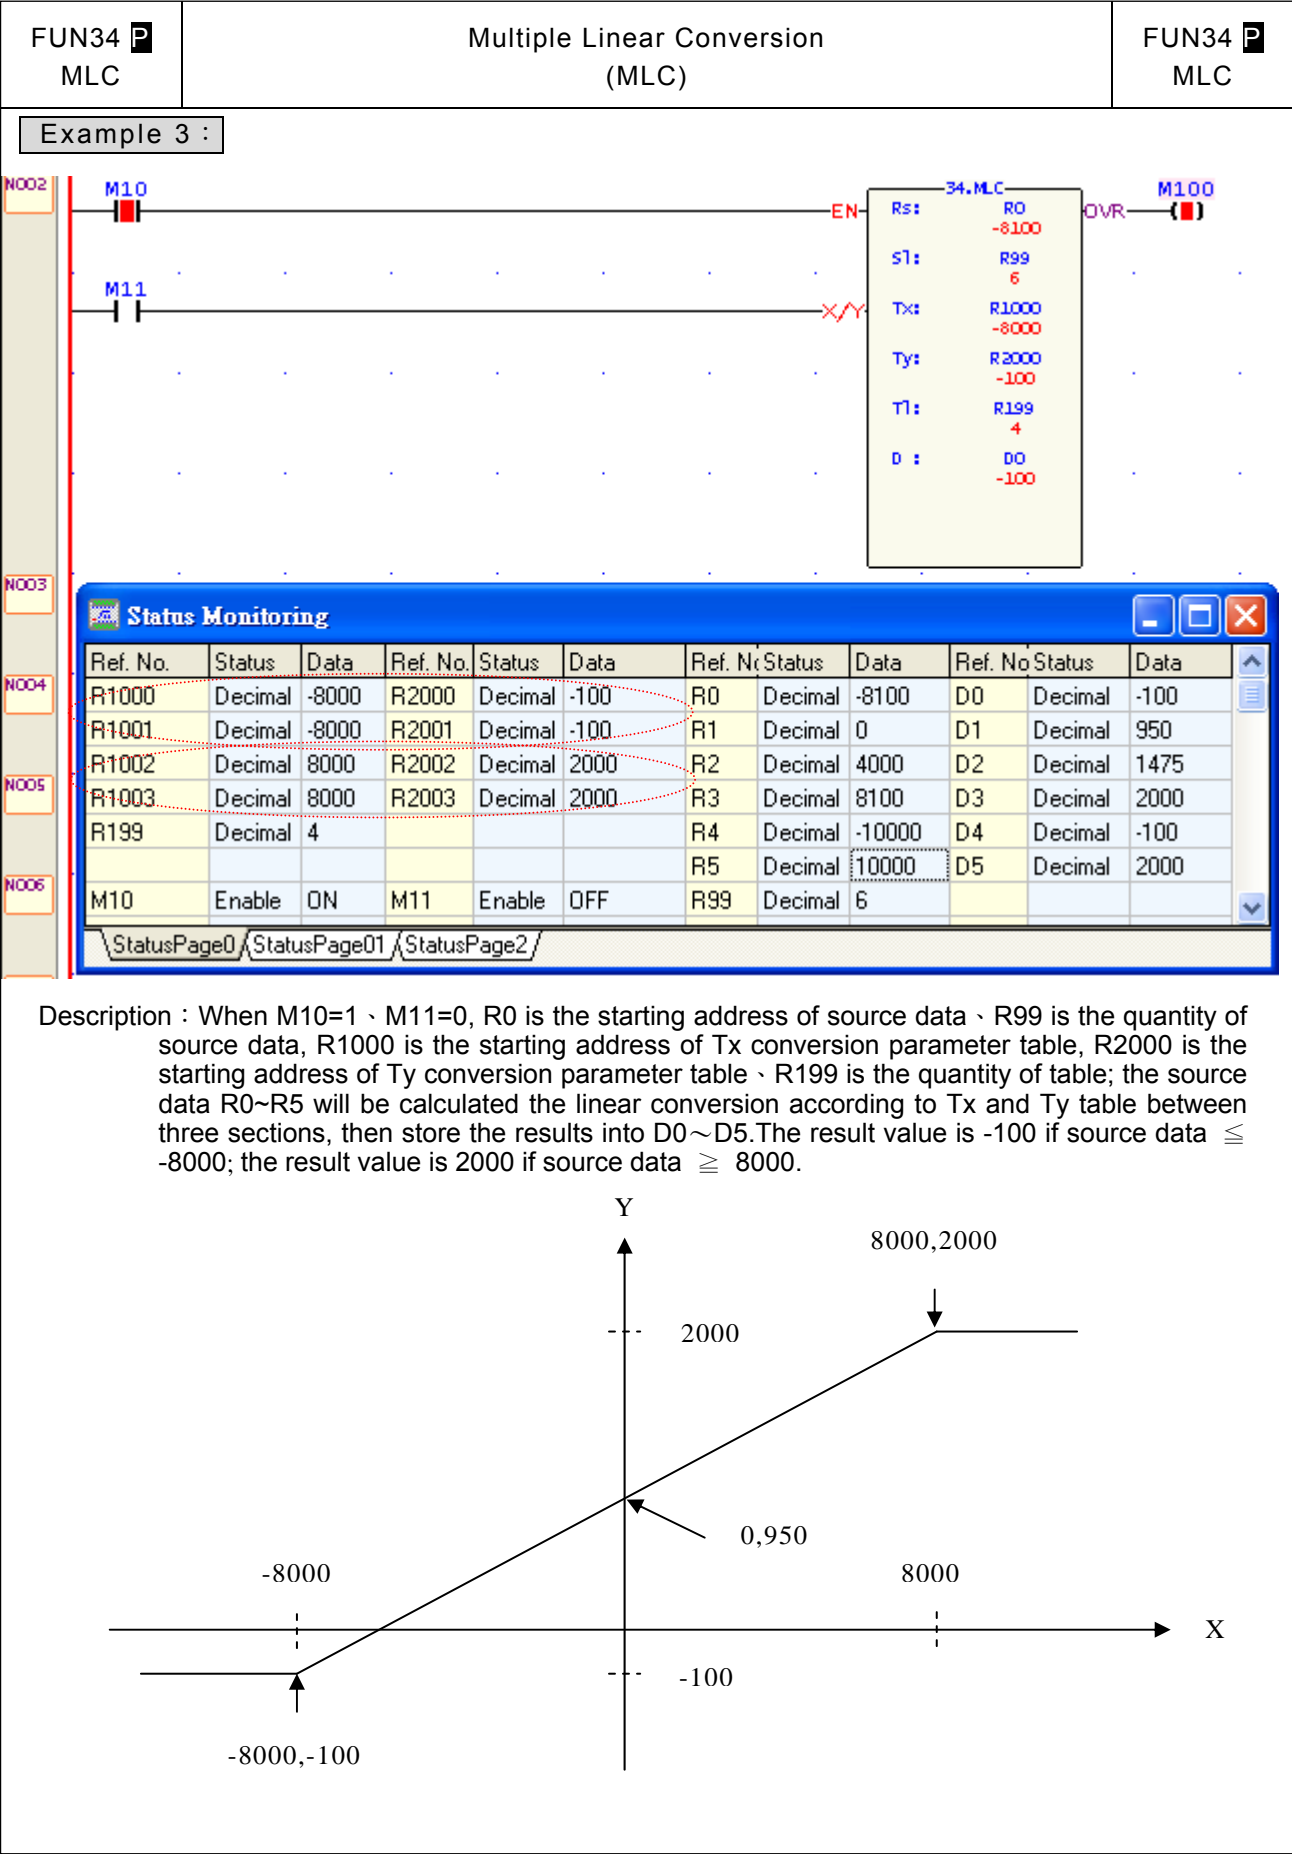 FUN34 P
MLC
Multiple Linear Conversion
(MLC)
FUN34 P
MLC
Example 3：
N002
M10
EN
34.MLC
Rs: R0
-8100
Sl: R99
6
Tx: R1000
-8000
Ty: R2000
-100
Tl: R199
4
D : D0
-100
OVR
M100
M11
X/Y
N003
N004
N005
N006
Status Monitoring
Ref. No. Status Data Ref. No. Status Data Ref. No Status Data Ref. No Status Data
R1000 Decimal -8000 R2000 Decimal -100 R0 Decimal -8100 D0 Decimal -100
R1001 Decimal -8000 R2001 Decimal -100 R1 Decimal 0 D1 Decimal 950
R1002 Decimal 8000 R2002 Decimal 2000 R2 Decimal 4000 D2 Decimal 1475
R1003 Decimal 8000 R2003 Decimal 2000 R3 Decimal 8100 D3 Decimal 2000
R199 Decimal 4 R4 Decimal -10000 D4 Decimal -100
R5 Decimal 10000 D5 Decimal 2000
M10 Enable ON M11 Enable OFF R99 Decimal 6
StatusPage0 StatusPage01 StatusPage2
Description：When M10=1、M11=0, R0 is the starting address of source data、R99 is the quantity of
source data, R1000 is the starting address of Tx conversion parameter table, R2000 is the
starting address of Ty conversion parameter table、R199 is the quantity of table; the source
data R0~R5 will be calculated the linear conversion according to Tx and Ty table between
three sections, then store the results into D0～D5.The result value is -100 if source data ≦
-8000; the result value is 2000 if source data ≧ 8000.
Y
8000,2000
2000
0,950
-8000
8000
X
-100
-8000,-100